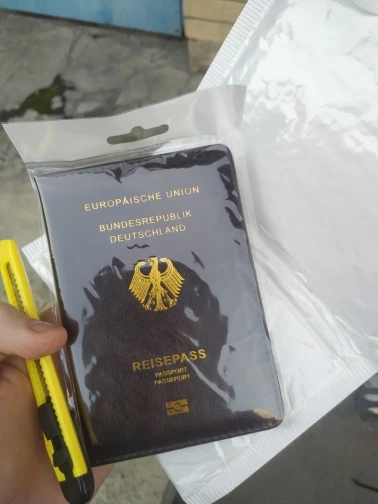 EUROPÄISCHE UNION
BUNDESREPUBLIK
DEUTSCHLAND
REISEPASS
PASSPORT
PASSEPORT